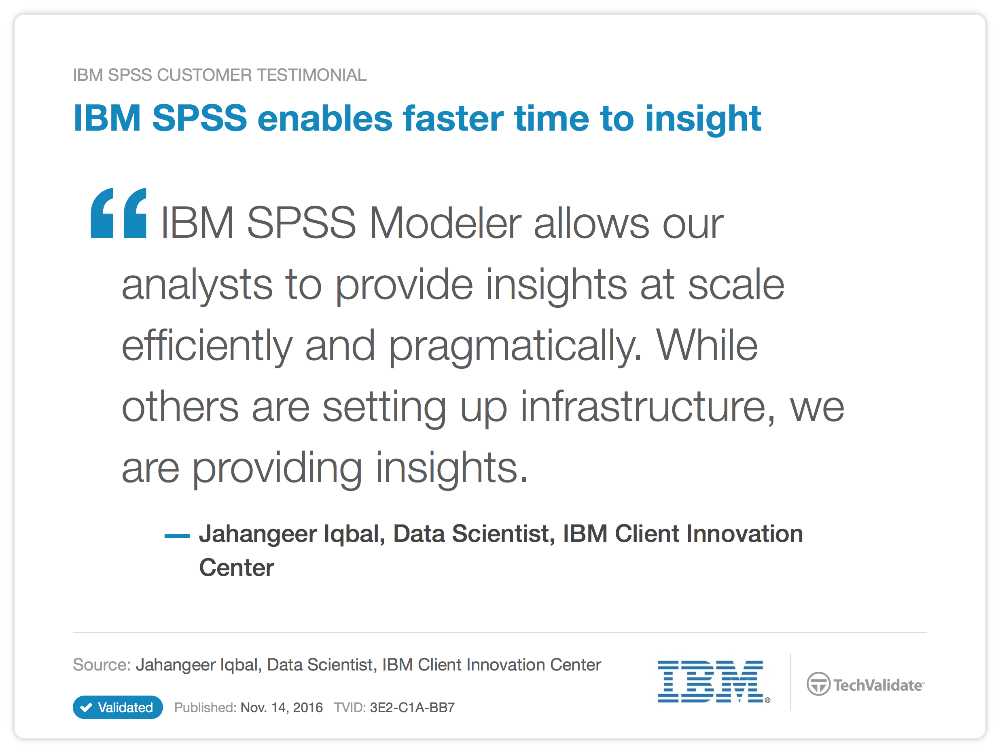 IBM SPSS CUSTOMER TESTIMONIAL
IBM SPSS enables faster time to insight
“ IBM SPSS Modeler allows our
analysts to provide insights at scale
efficiently and pragmatically. While
others are setting up infrastructure, we
are providing insights.
— Jahangeer Iqbal, Data Scientist, IBM Client Innovation
Center
Source: Jahangeer Iqbal, Data Scientist, IBM Client Innovation Center
Validated Published: Nov. 14, 2016 TVID: 3E2-C1A-BB7
IBM®
TechValidate™